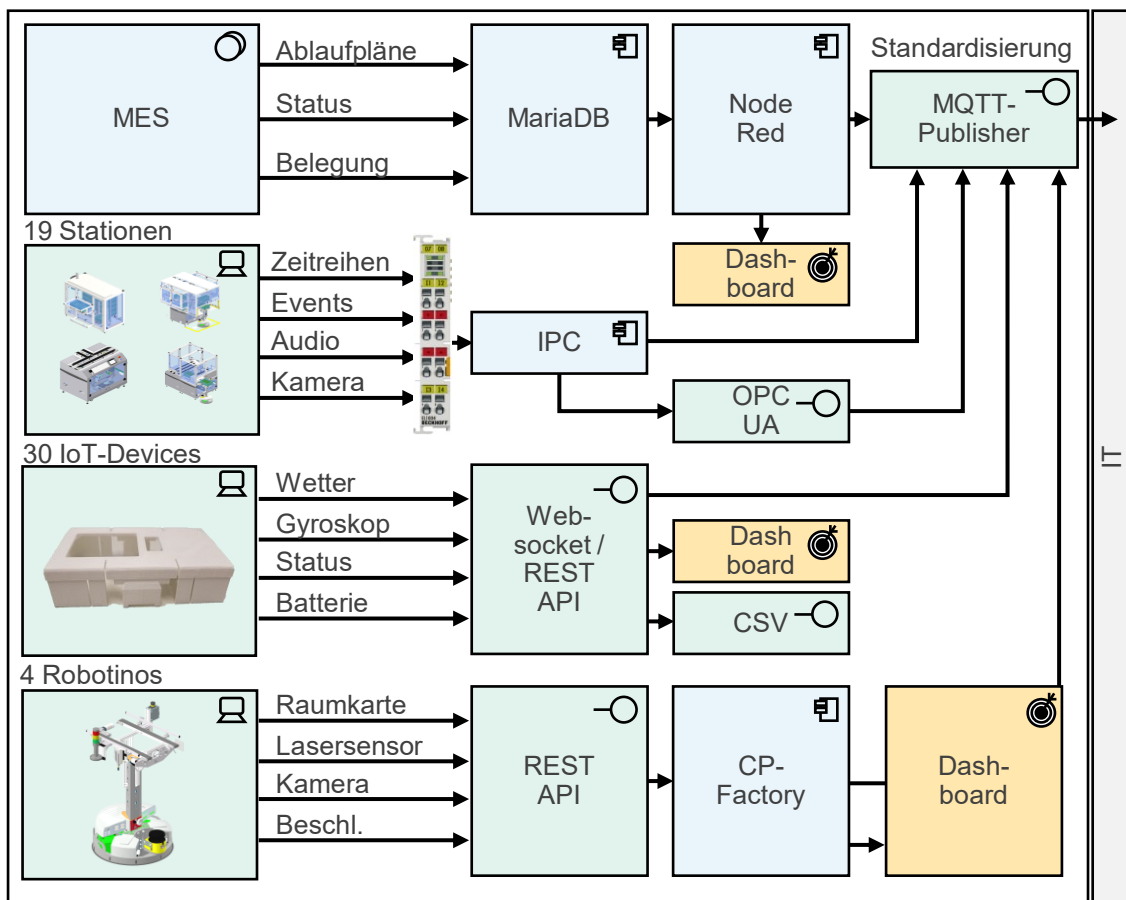 MES
Ablaufpläne
Status
Belegung
MariaDB
Node
Red
Standardisierung
MQTT-
Publisher
19 Stationen
Zeitreihen
Events
Audio
Kamera
IPC
Dash-
board
OPC
UA
IT
30 IoT-Devices
Wetter
Gyroskop
Status
Batterie
Web-
socket /
REST
API
Dash
board
CSV
4 Robotinos
Raumkarte
Lasersensor
Kamera
Beschl.
REST
API
CP-
Factory
Dash-
board